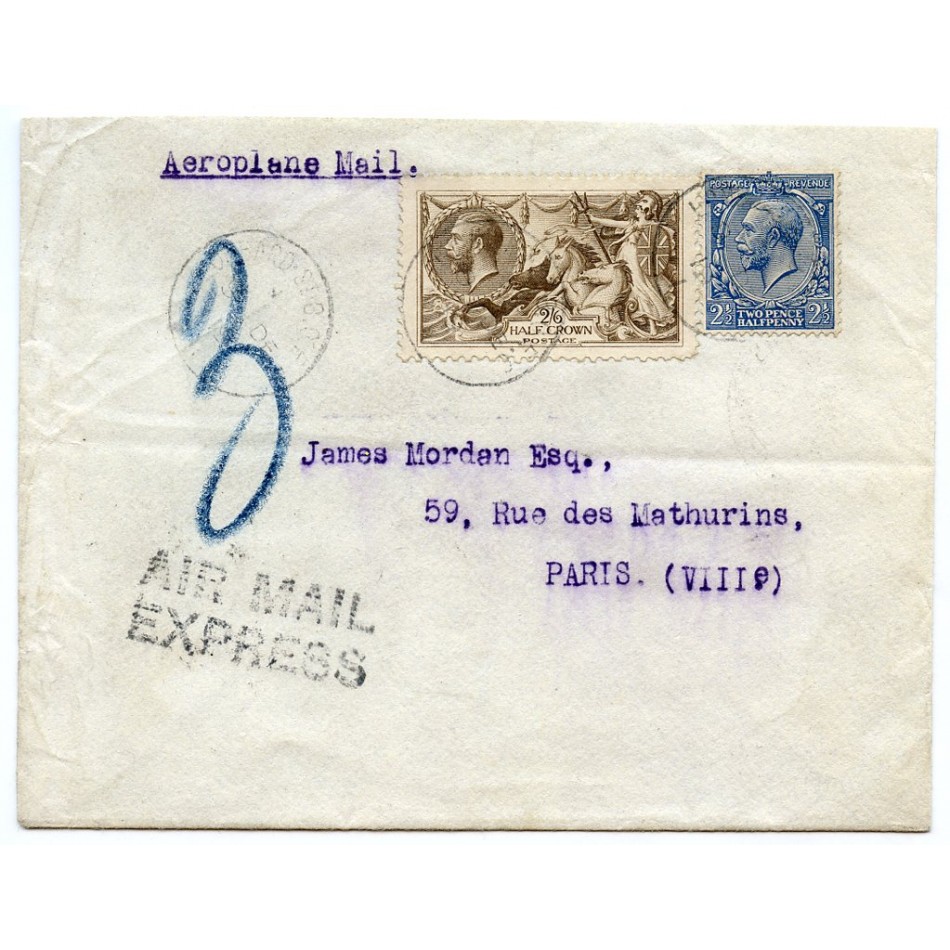 Aeroplane Mail.
POSTAGE REVENUE
2/6
HALF CROWN
POSTAGE
2½ TWO PENCE HALFPENNY 2½
3
James Mordan Esq.,
59, Rue des Mathurins,
PARIS. (VIIIe)
AIR MAIL
EXPRESS